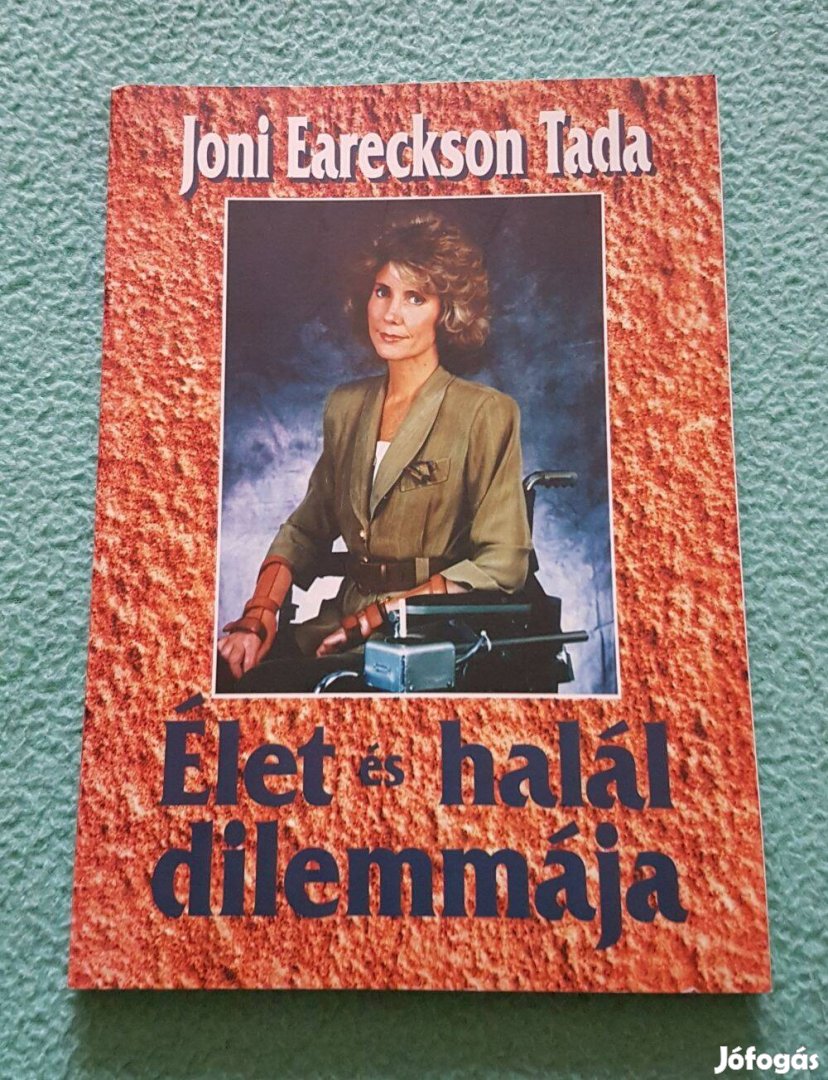 Joni Eareckson Tada
Élet és halál
dilemmája
Jófogás